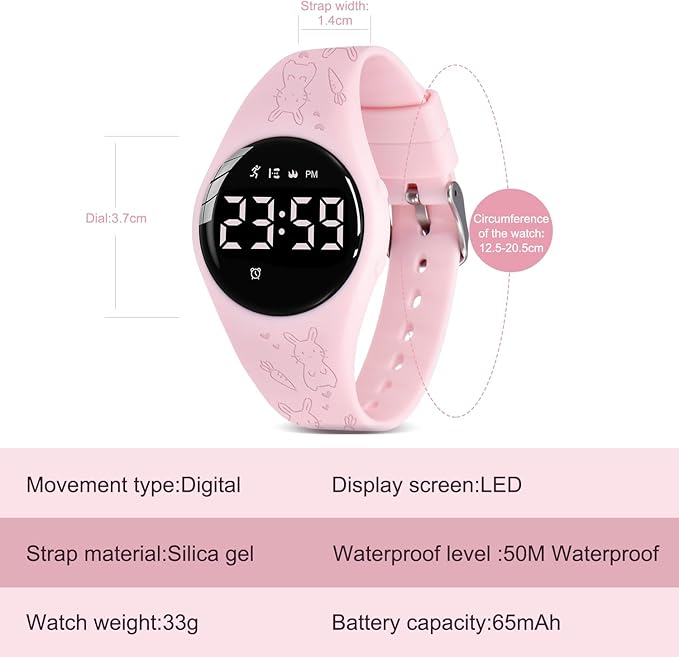 Strap width:
1.4cm
Dial:3.7cm
PM
23:59
Circumference
of the watch:
12.5-20.5cm
Movement type:Digital
Display screen:LED
Strap material:Silica gel
Waterproof level :50M Waterproof
Watch weight:33g
Battery capacity:65mAh